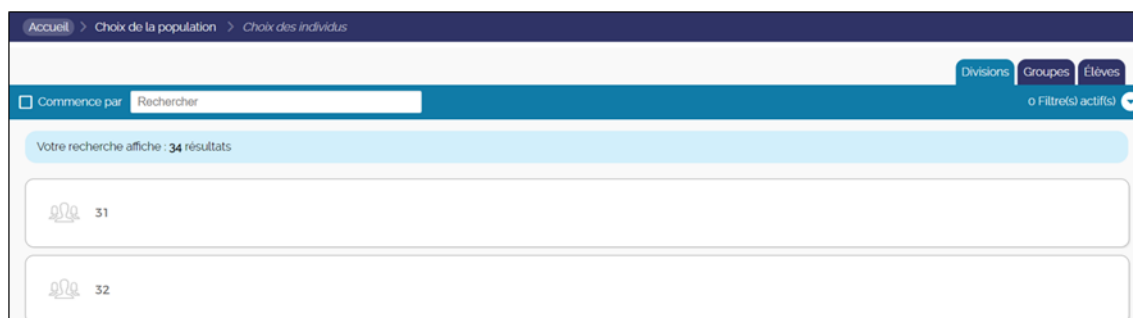 Accueil > Choix de la population > Choix des individus
Divisions Groupes Élèves
Commence par Rechercher 0 Filtre(s) actif(s)
Votre recherche affiche : 34 résultats
31
32